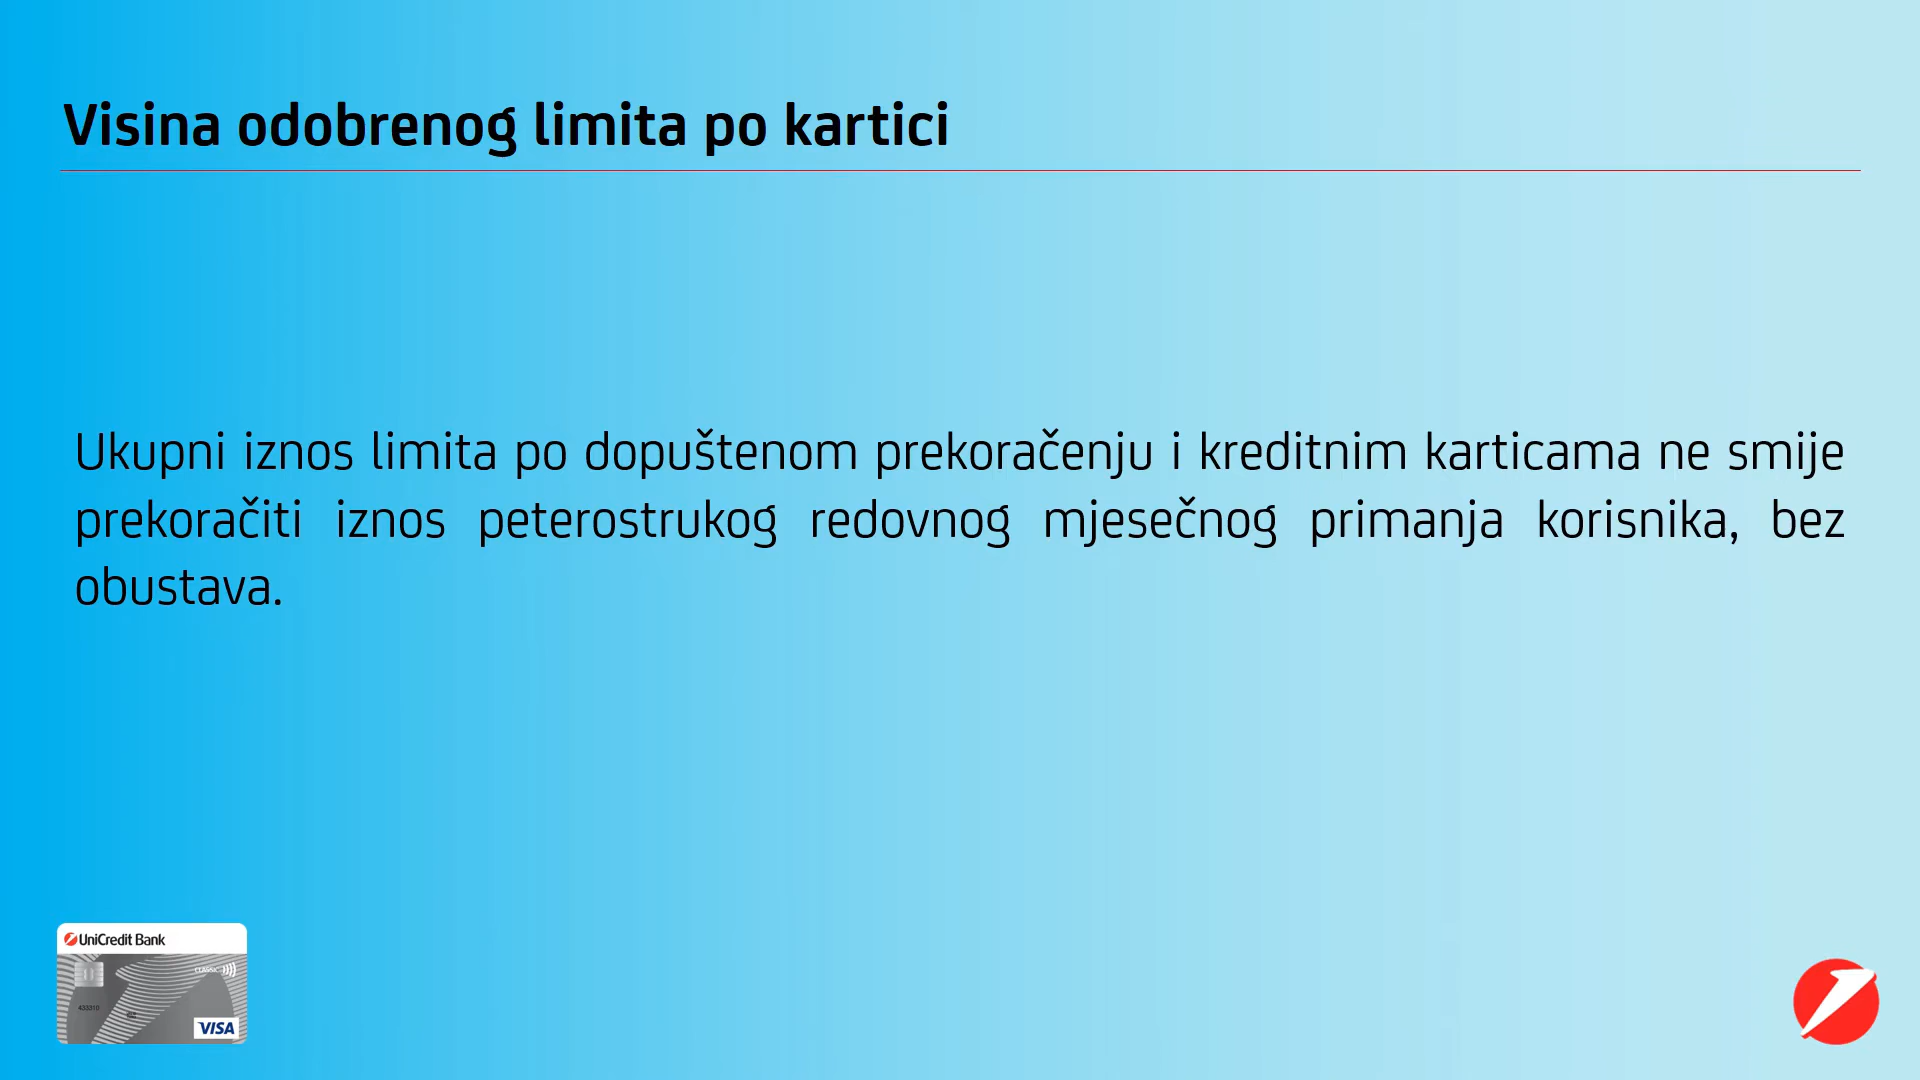 Visina odobrenog limita po kartici
Ukupni iznos limita po dopuštenom prekoračenju i kreditnim karticama ne smije
prekoračiti iznos peterostrukog redovnog mjesečnog primanja korisnika, bez
obustava.
UniCredit Bank
CLASSIC
VISA